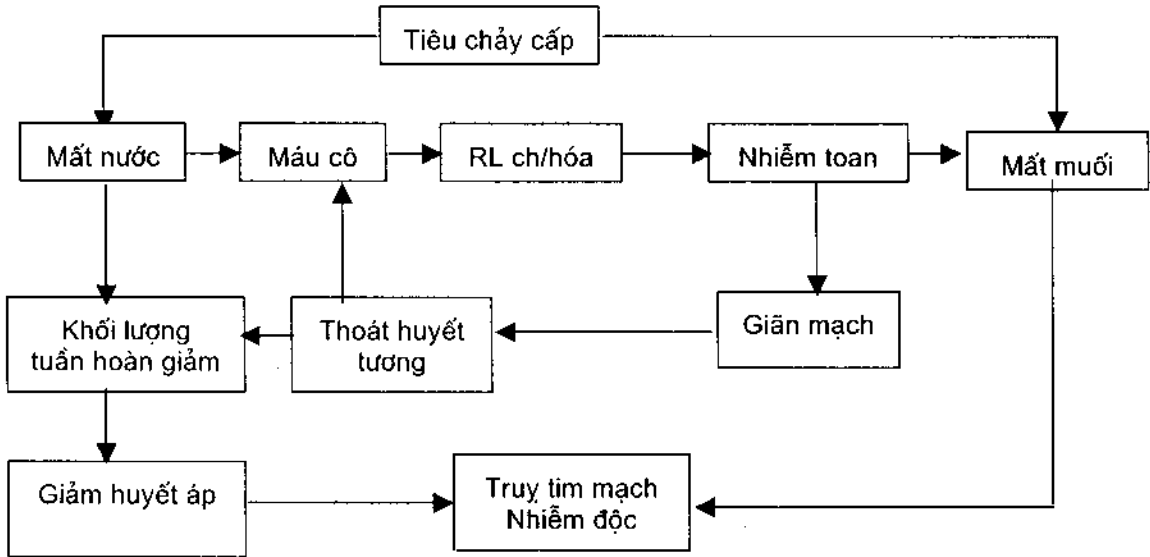 Tiêu chảy cấp
Mất nước
Máu cô
RL ch/hóa
Nhiễm toan
Mất muối
Khối lượng
tuần hoàn giảm
Thoát huyết
tương
Giãn mạch
Giảm huyết áp
Truỵ tim mạch
Nhiễm độc